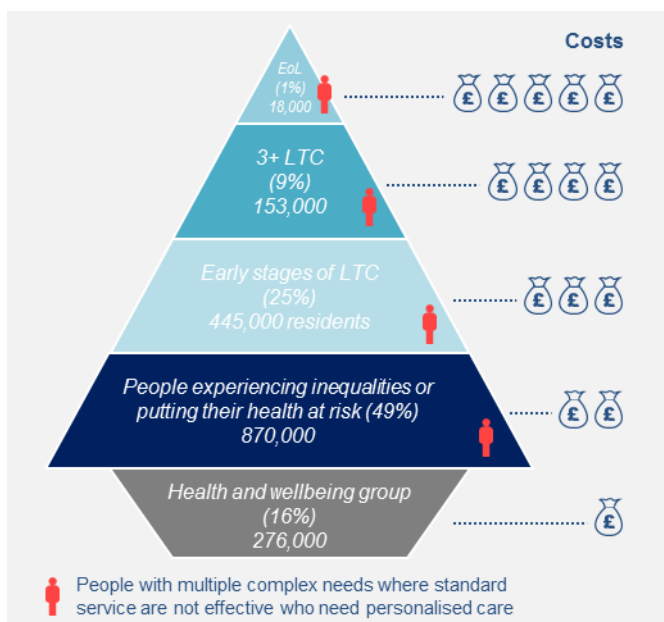 Costs
EoL
(1%)
18,000
£ £ £ £ £
3+ LTC
(9%)
153,000
£ £ £ £
Early stages of LTC
(25%)
445,000 residents
£ £ £
People experiencing inequalities or
putting their health at risk (49%)
870,000
£ £
Health and wellbeing group
(16%)
276,000
£
People with multiple complex needs where standard
service are not effective who need personalised care